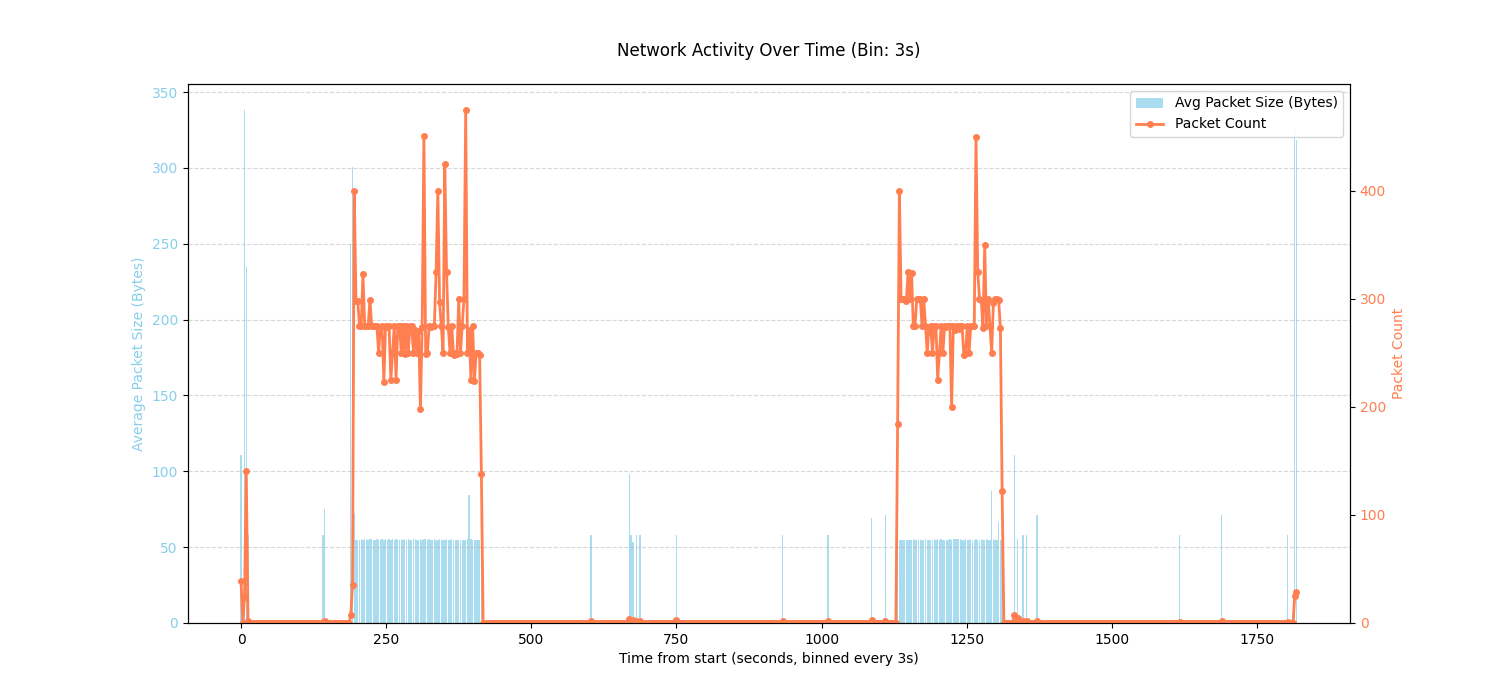 Network Activity Over Time (Bin: 3s)
Avg Packet Size (Bytes)
Packet Count
350
300
250
200
150
100
50
0
Average Packet Size (Bytes)
400
300
200
100
0
Packet Count
0 250 500 750 1000 1250 1500 1750
Time from start (seconds, binned every 3s)